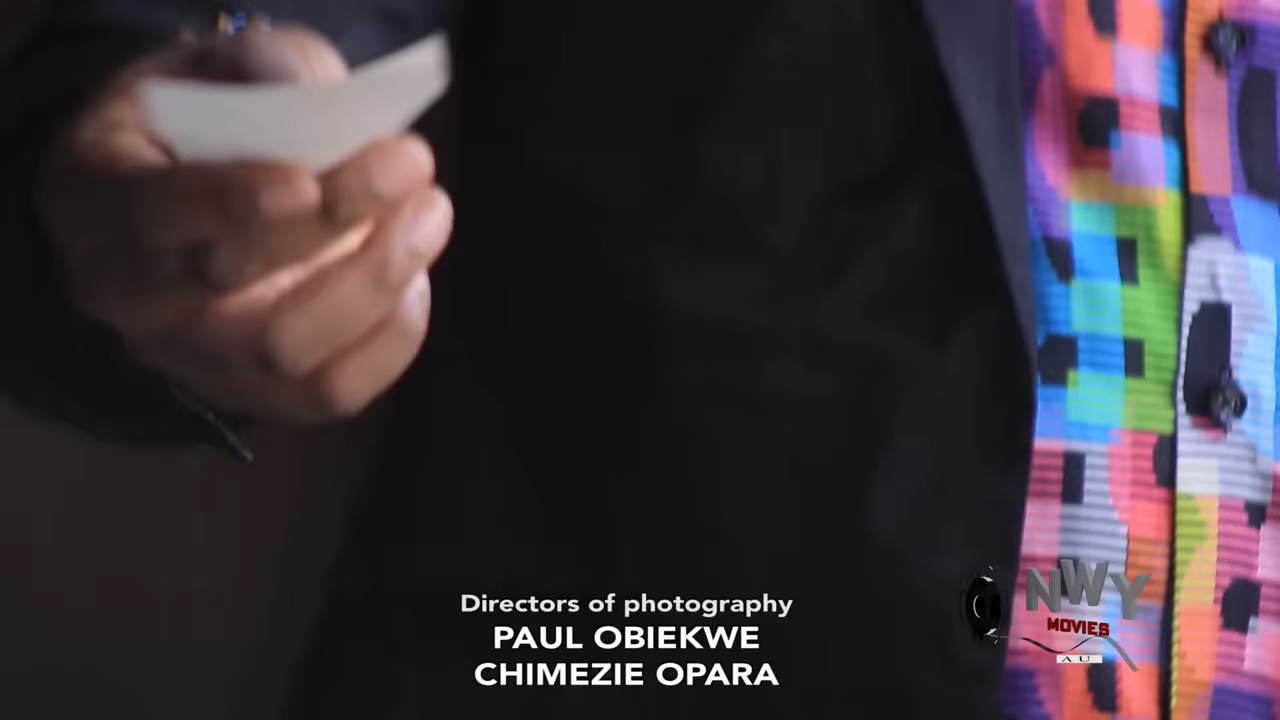 Directors of photography
PAUL OBIEKWE
CHIMEZIE OPARA
NWY
MOVIES
AU